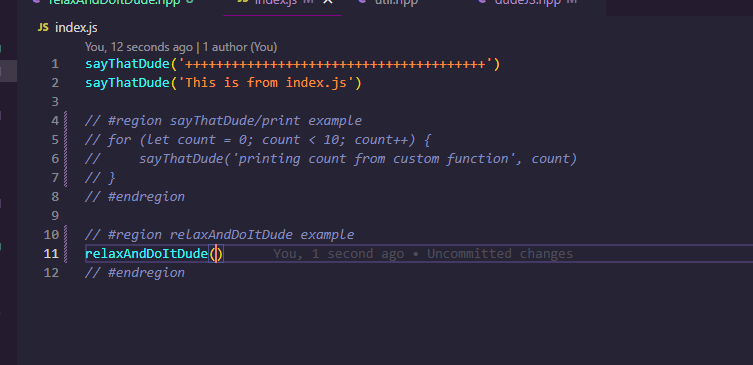 relaxAndDoItDude.hpp 8 index.js M × util.hpp dudeJS.hpp M
JS index.js
You, 12 seconds ago | 1 author (You)
1 sayThatDude('+++++++++++++++++++++++++++++++++++++++')
2 sayThatDude('This is from index.js')
3
4 // #region sayThatDude/print example
5 // for (let count = 0; count < 10; count++) {
6 //     sayThatDude('printing count from custom function', count)
7 // }
8 // #endregion
9
10 // #region relaxAndDoItDude example
11 relaxAndDoItDude() You, 1 second ago • Uncommitted changes
12 // #endregion